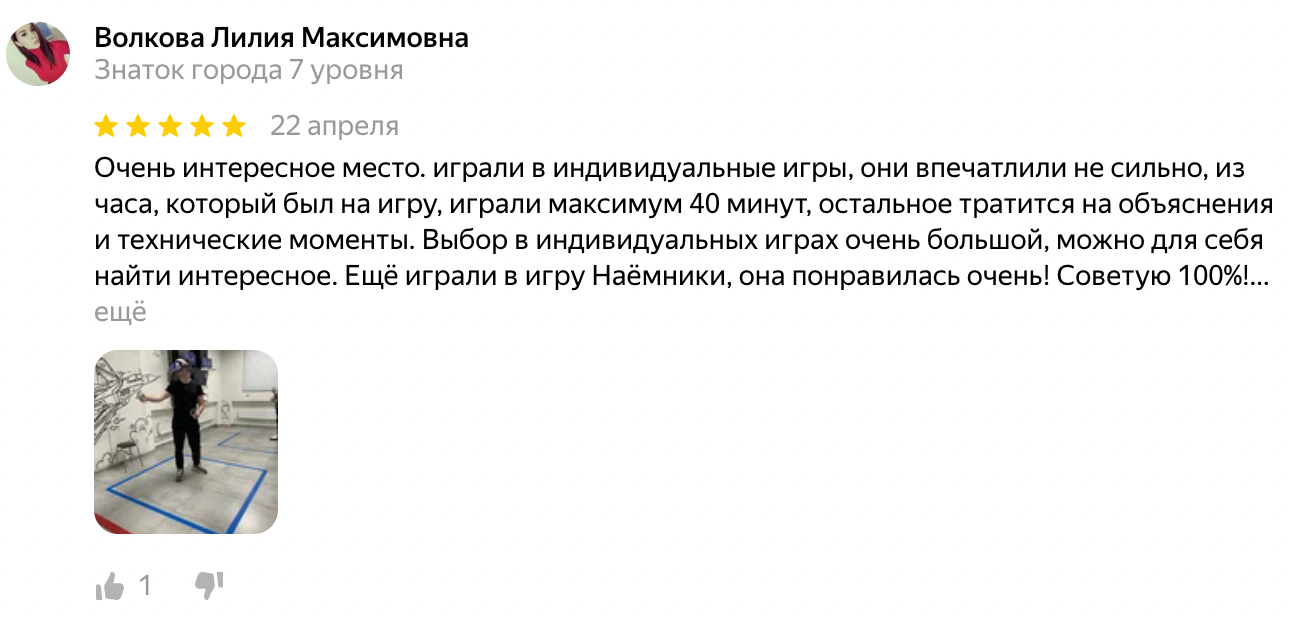 Волкова Лилия Максимовна
Знаток города 7 уровня
22 апреля
Очень интересное место. играли в индивидуальные игры, они впечатлили не сильно, из
часа, который был на игру, играли максимум 40 минут, остальное тратится на объяснения
и технические моменты. Выбор в индивидуальных играх очень большой, можно для себя
найти интересное. Ещё играли в игру Наёмники, она понравилась очень! Советую 100%!...
ещё
1